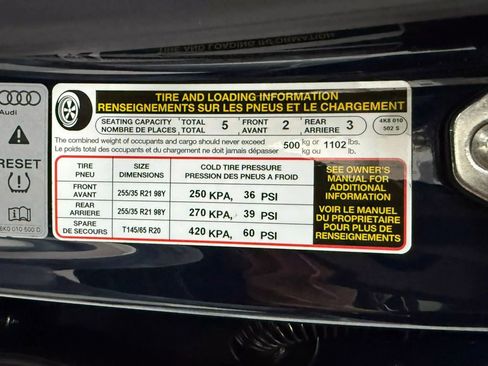 TIRE AND LOADING INFORMATION
RENSEIGNEMENTS SUR LES PNEUS ET LE CHARGEMENT
SEATING CAPACITY TOTAL 5 FRONT 2 REAR 3
NOMBRE DE PLACES TOTAL AVANT ARRIERE
4K8 010
502 S
The combined weight of occupants and cargo should never exceed 500 kg or 1102 lbs.
Le poids total des occupants et du chargement ne doit jamais dépasser kg ou lb.
TIRE SIZE COLD TIRE PRESSURE
PNEU DIMENSIONS PRESSION DES PNEUS A FROID
FRONT
AVANT 255/35 R21 98Y 250 KPA, 36 PSI
REAR
ARRIERE 255/35 R21 98Y 270 KPA, 39 PSI
SPARE
DE SECOURS T145/65 R20 420 KPA, 60 PSI
SEE OWNER'S
MANUAL FOR
ADDITIONAL
INFORMATION
VOIR LE MANUEL
DU PROPRIETAIRE
POUR PLUS DE
RENSEIGNEMENTS
Audi
RESET